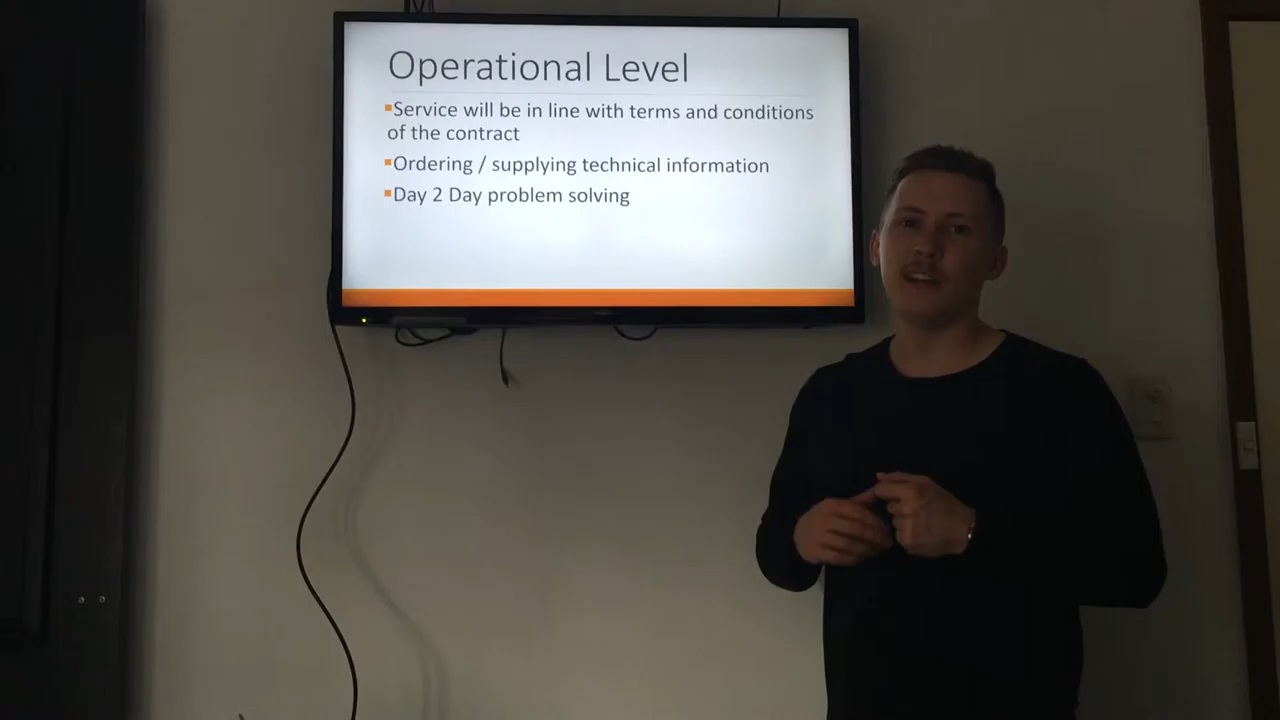 Operational Level
▪Service will be in line with terms and conditions
of the contract
▪Ordering / supplying technical information
▪Day 2 Day problem solving